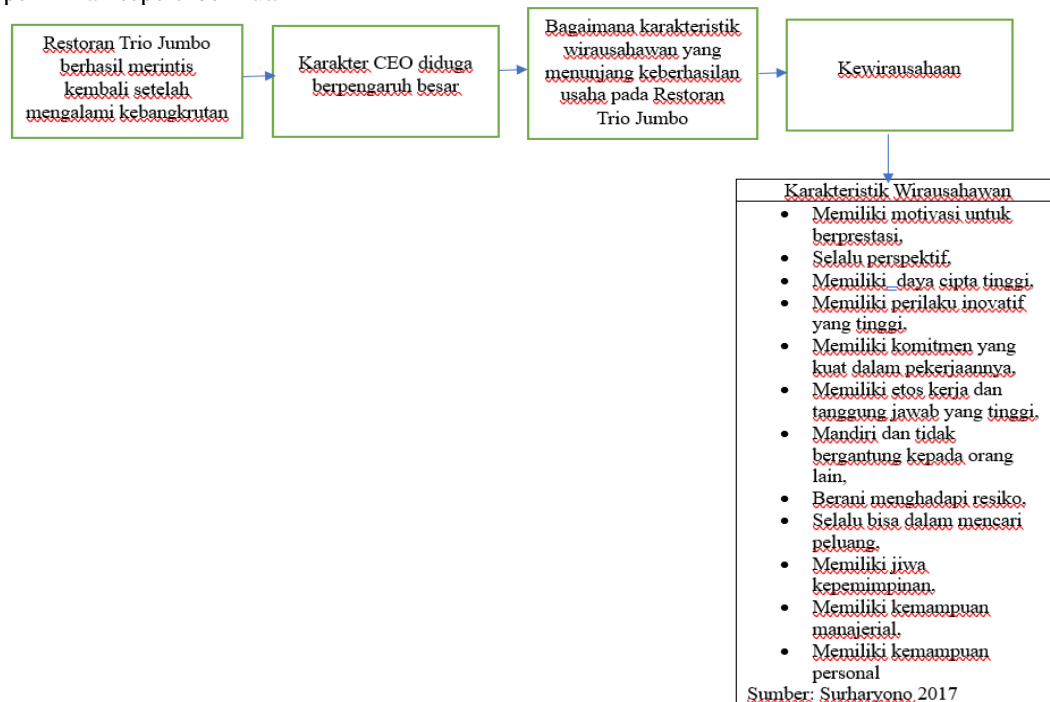 Restoran Trio Jumbo
berhasil merintis
kembali setelah
mengalami kebangkrutan
Karakter CEO diduga
berpengaruh besar
Bagaimana karakteristik
wirausahawan yang
menunjang keberhasilan
usaha pada Restoran
Trio Jumbo
Kewirausahaan
Karakteristik Wirausahawan
• Memiliki motivasi untuk
berprestasi,
• Selalu perspektif,
• Memiliki daya cipta tinggi,
• Memiliki perilaku inovatif
yang tinggi,
• Memiliki komitmen yang
kuat dalam pekerjaannya,
• Memiliki etos kerja dan
tanggung jawab yang tinggi,
• Mandiri dan tidak
bergantung kepada orang
lain,
• Berani menghadapi resiko,
• Selalu bisa dalam mencari
peluang,
• Memiliki jiwa
kepemimpinan,
• Memiliki kemampuan
manajerial,
• Memiliki kemampuan
personal
Sumber: Surharyono 2017